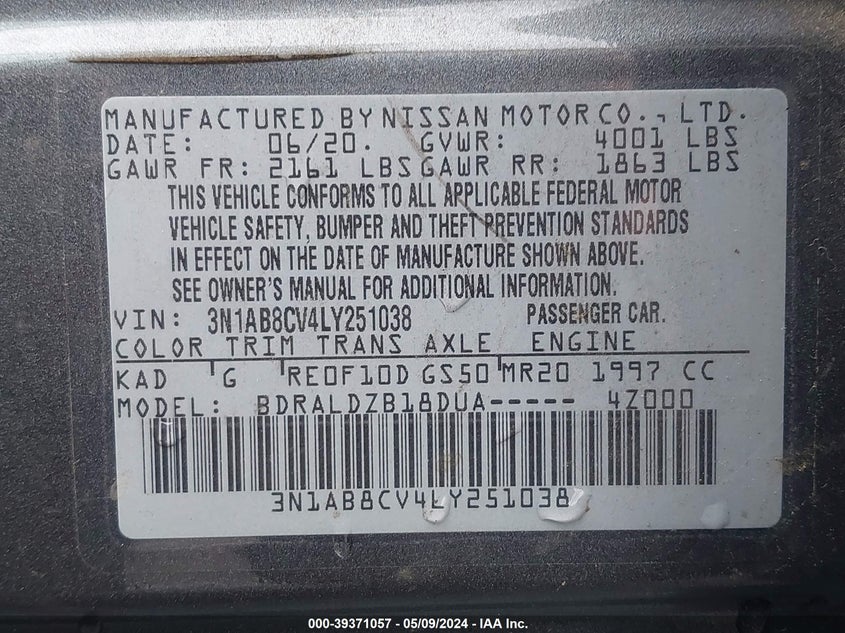 MANUFACTURED BY NISSAN MOTOR CO., LTD.
DATE: 06/20. GVWR: 4001 LBS
GAWR FR: 2161 LBS GAWR RR: 1863 LBS
THIS VEHICLE CONFORMS TO ALL APPLICABLE FEDERAL MOTOR
VEHICLE SAFETY, BUMPER AND THEFT PREVENTION STANDARDS
IN EFFECT ON THE DATE OF MANUFACTURE SHOWN ABOVE.
SEE OWNER'S MANUAL FOR ADDITIONAL INFORMATION.
VIN: 3N1AB8CV4LY251038 PASSENGER CAR.
COLOR TRIM TRANS AXLE ENGINE
KAD G RE0F10D GS50 MR20 1997 CC
MODEL: BDRALDZB18DUA----- 4Z000
3N1AB8CV4LY251038
000-39371057 - 05/09/2024 - IAA Inc.